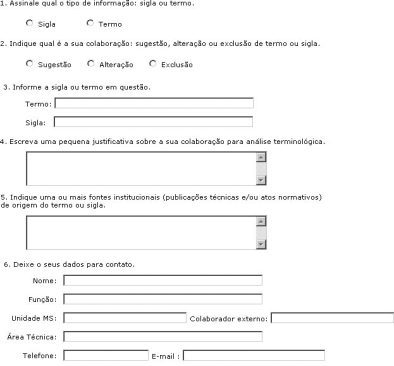 1. Assinale qual o tipo de informação: sigla ou termo.
Sigla Termo
2. Indique qual é a sua colaboração: sugestão, alteração ou exclusão de termo ou sigla.
Sugestão Alteração Exclusão
3. Informe a sigla ou termo em questão.
Termo:
Sigla:
4. Escreva uma pequena justificativa sobre a sua colaboração para análise terminológica.
5. Indique uma ou mais fontes institucionais (publicações técnicas e/ou atos normativos)
de origem do termo ou sigla.
6. Deixe o seus dados para contato.
Nome:
Função:
Unidade MS: Colaborador externo:
Área Técnica:
Telefone: E-mail :